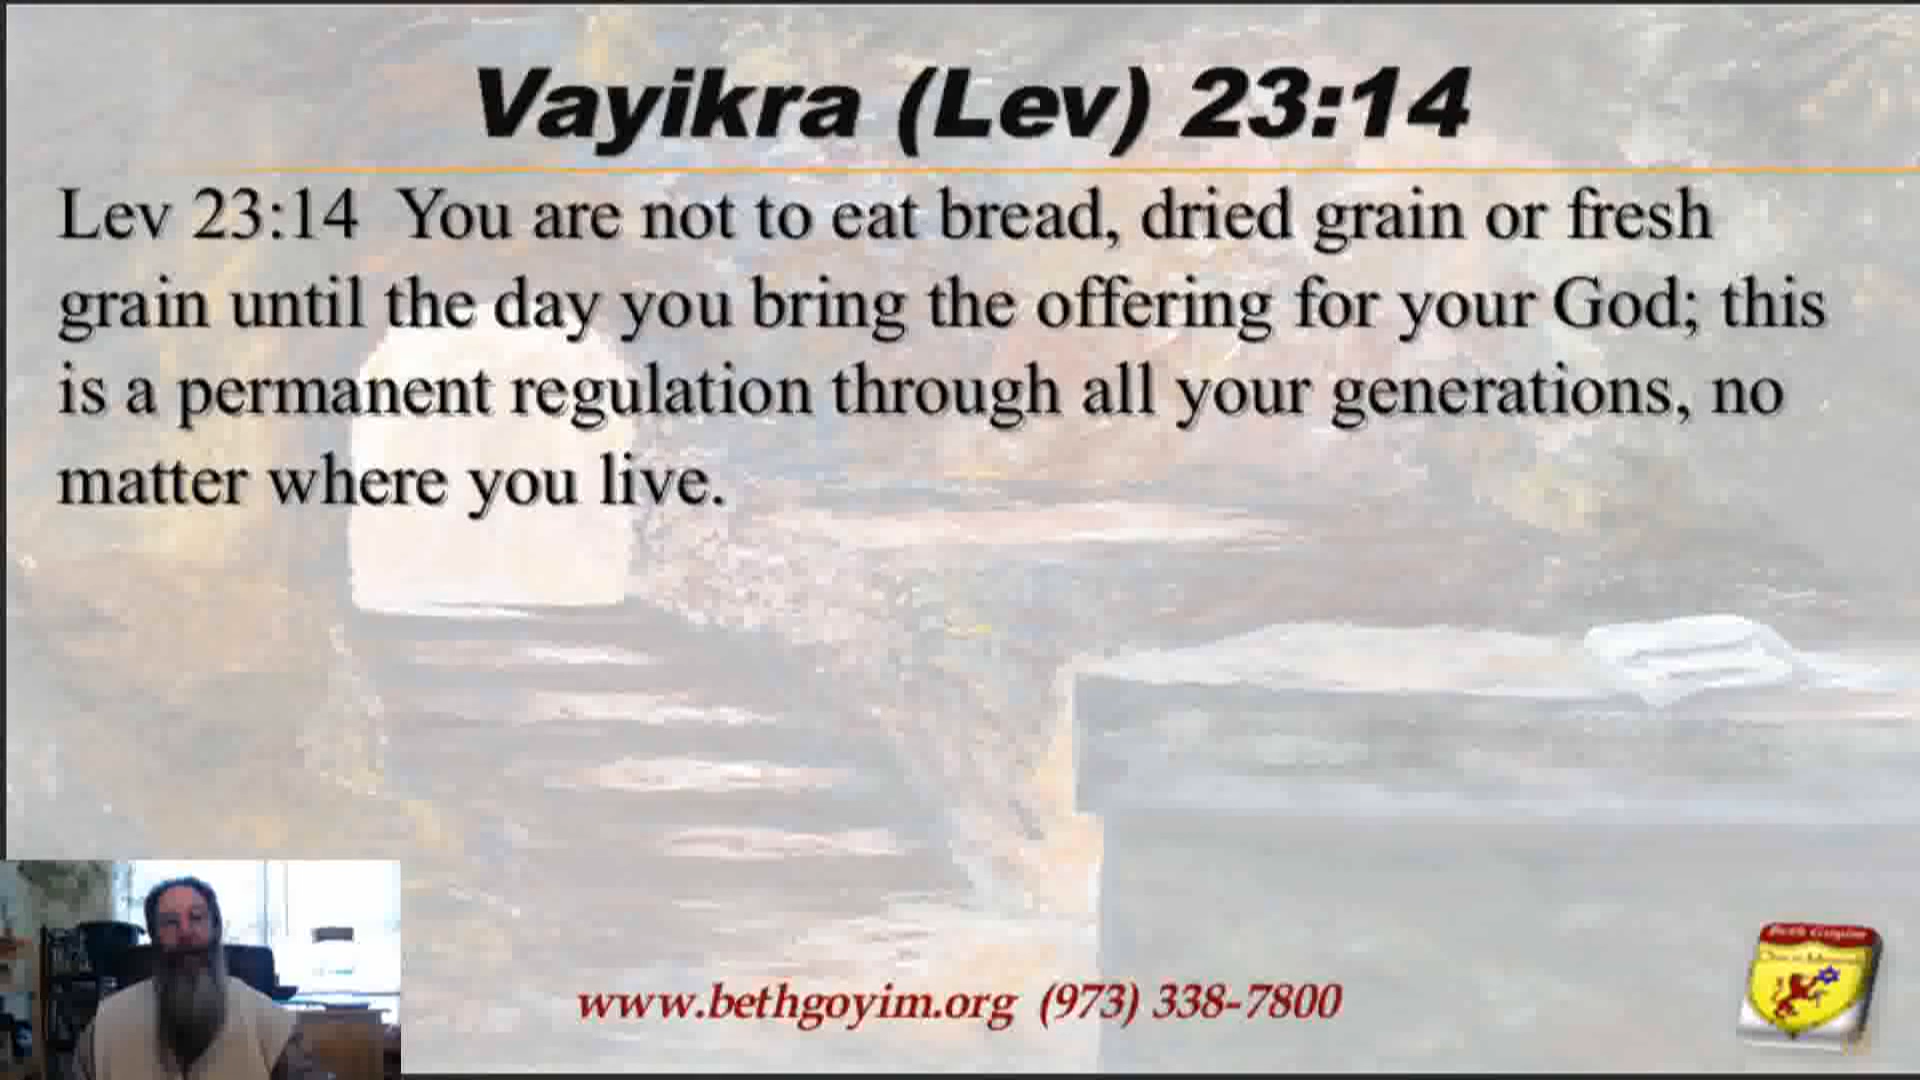 Vayikra (Lev) 23:14
Lev 23:14 You are not to eat bread, dried grain or fresh
grain until the day you bring the offering for your God; this
is a permanent regulation through all your generations, no
matter where you live.
www.bethgoyim.org (973) 338-7800
Beth Goyim